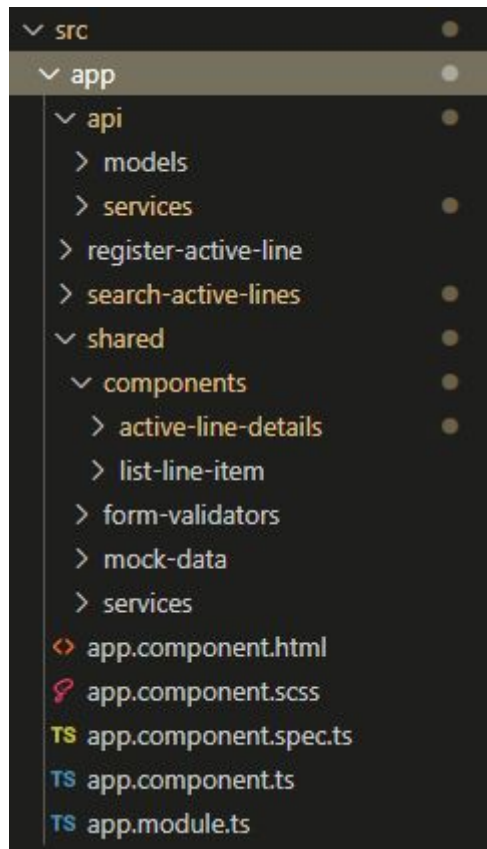 src
app
api
models
services
register-active-line
search-active-lines
shared
components
active-line-details
list-line-item
form-validators
mock-data
services
<> app.component.html
app.component.scss
TS app.component.spec.ts
TS app.component.ts
TS app.module.ts